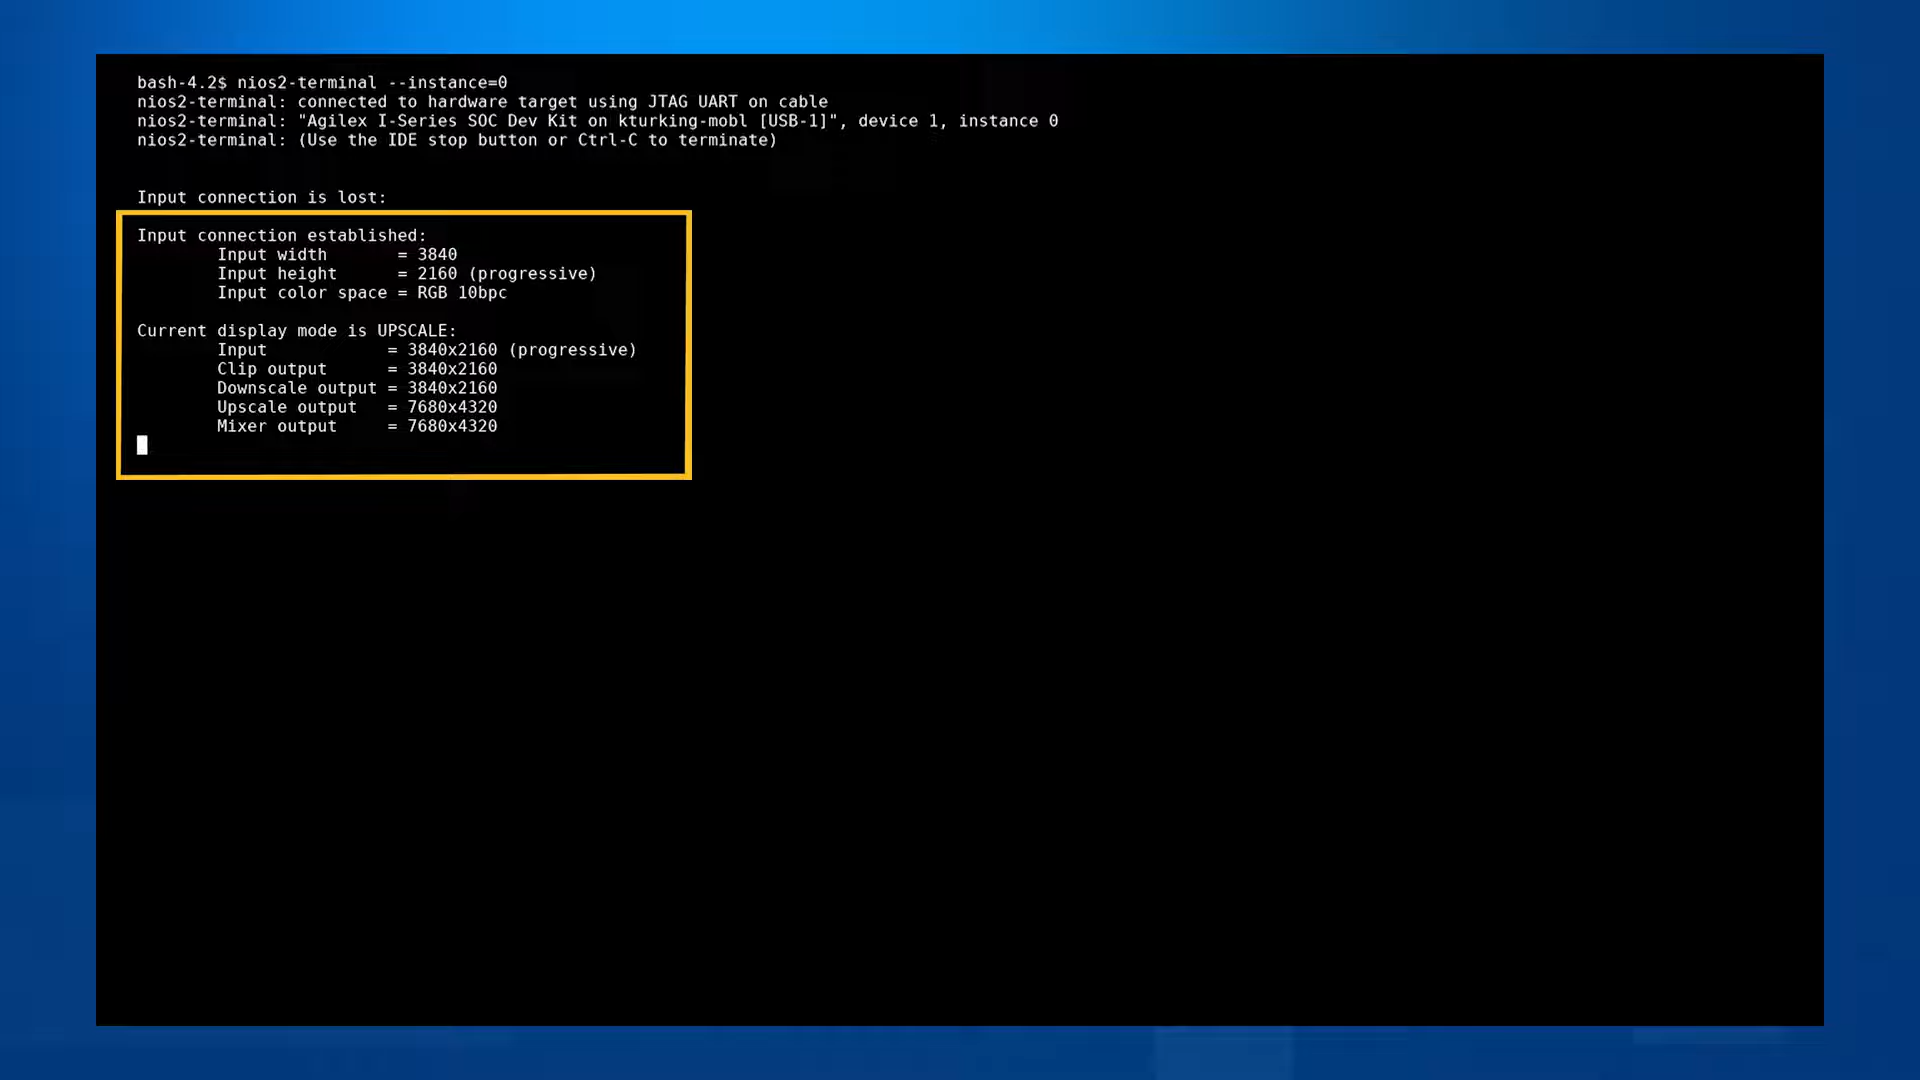 bash-4.2$ nios2-terminal --instance=0
nios2-terminal: connected to hardware target using JTAG UART on cable
nios2-terminal: "Agilex I-Series SOC Dev Kit on kturking-mobl [USB-1]", device 1, instance 0
nios2-terminal: (Use the IDE stop button or Ctrl-C to terminate)
Input connection is lost:
Input connection established:
Input width = 3840
Input height = 2160 (progressive)
Input color space = RGB 10bpc
Current display mode is UPSCALE:
Input = 3840x2160 (progressive)
Clip output = 3840x2160
Downscale output = 3840x2160
Upscale output = 7680x4320
Mixer output = 7680x4320